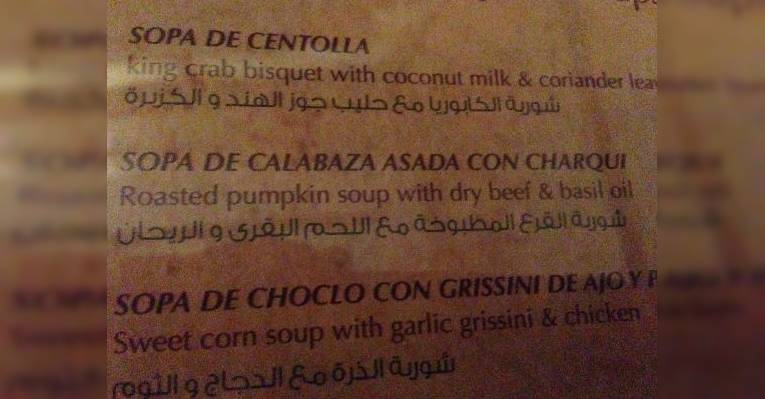 SOPA DE CENTOLLA
king crab bisquet with coconut milk & coriander
شوربة الكابوريا مع حليب جوز الهند و الكزبرة
SOPA DE CALABAZA ASADA CON CHARQUI
Roasted pumpkin soup with dry beef & basil oil
شوربة القرع المطبوخة مع اللحم البقرى و الريحان
SOPA DE CHOCLO CON GRISSINI DE AJO Y
Sweet corn soup with garlic grissini & chicken
شوربة الذرة مع الدجاج و الثوم